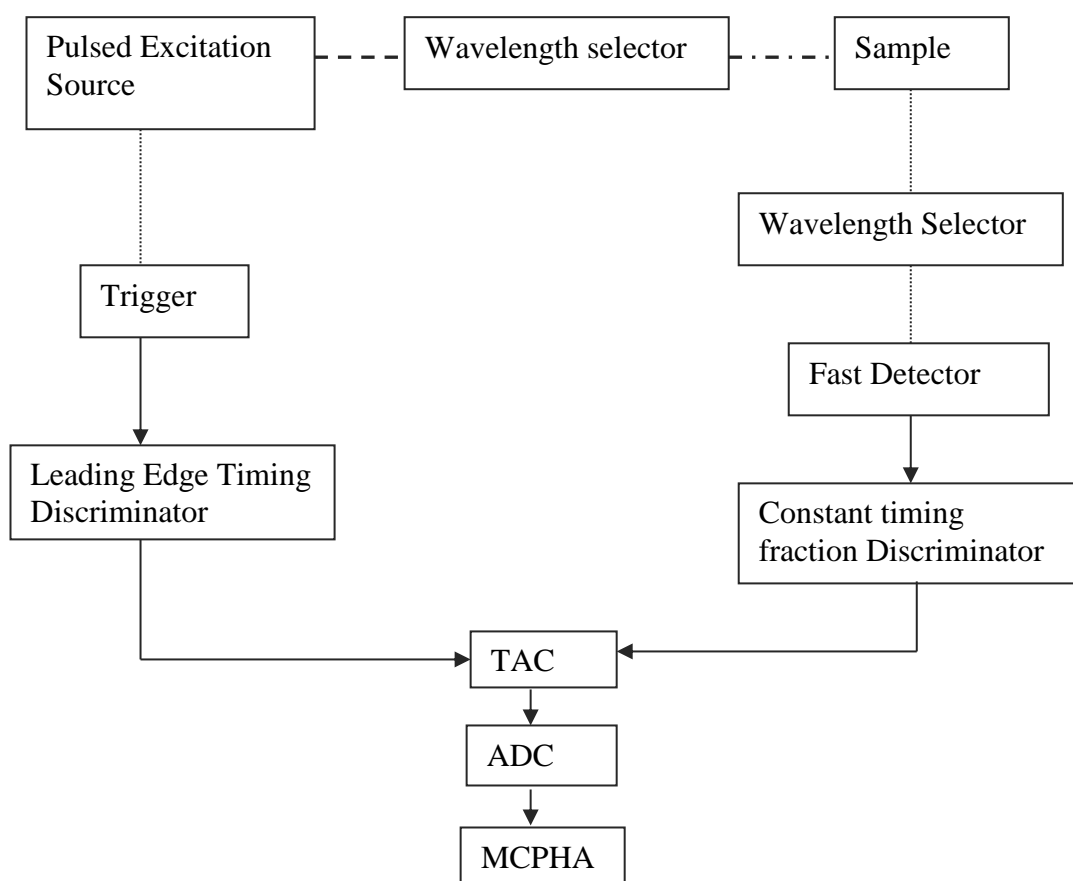 Pulsed Excitation
Source
Wavelength selector
Sample
Wavelength Selector
Trigger
Fast Detector
Leading Edge Timing
Discriminator
Constant timing
fraction Discriminator
TAC
ADC
MCPHA